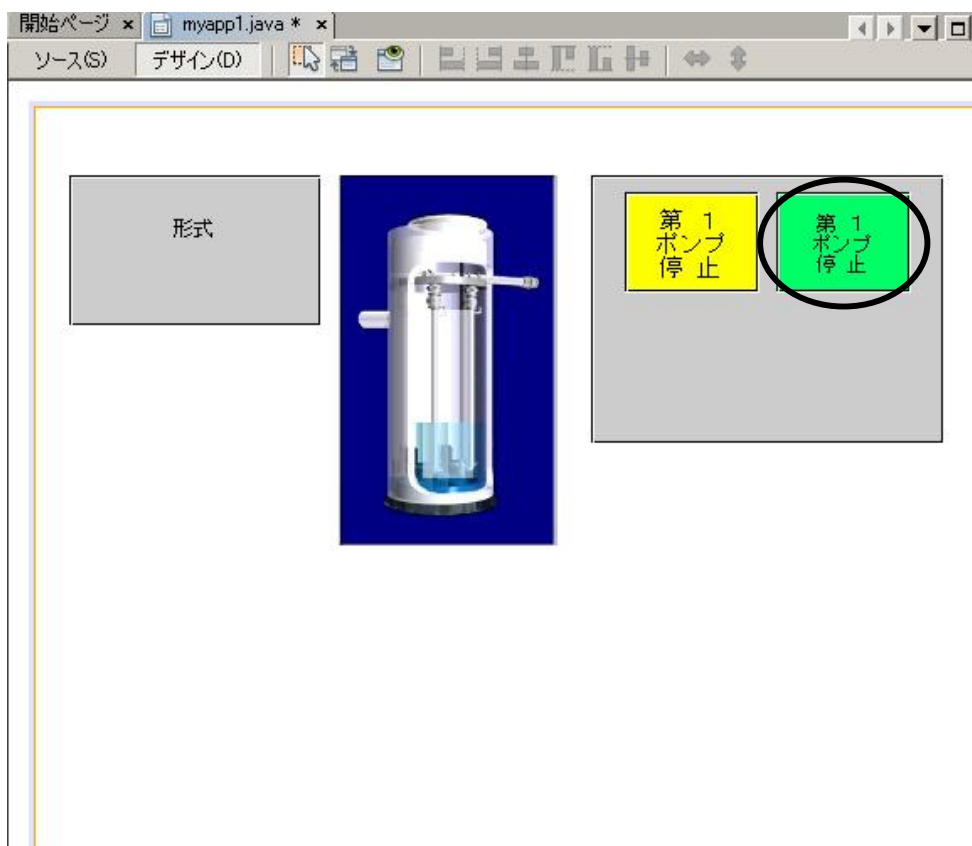 開始ページ × myapp1.java * ×
ソース(S) デザイン(D)
形式
第 1
ポンプ
停 止
第 1
ポンプ
停 止